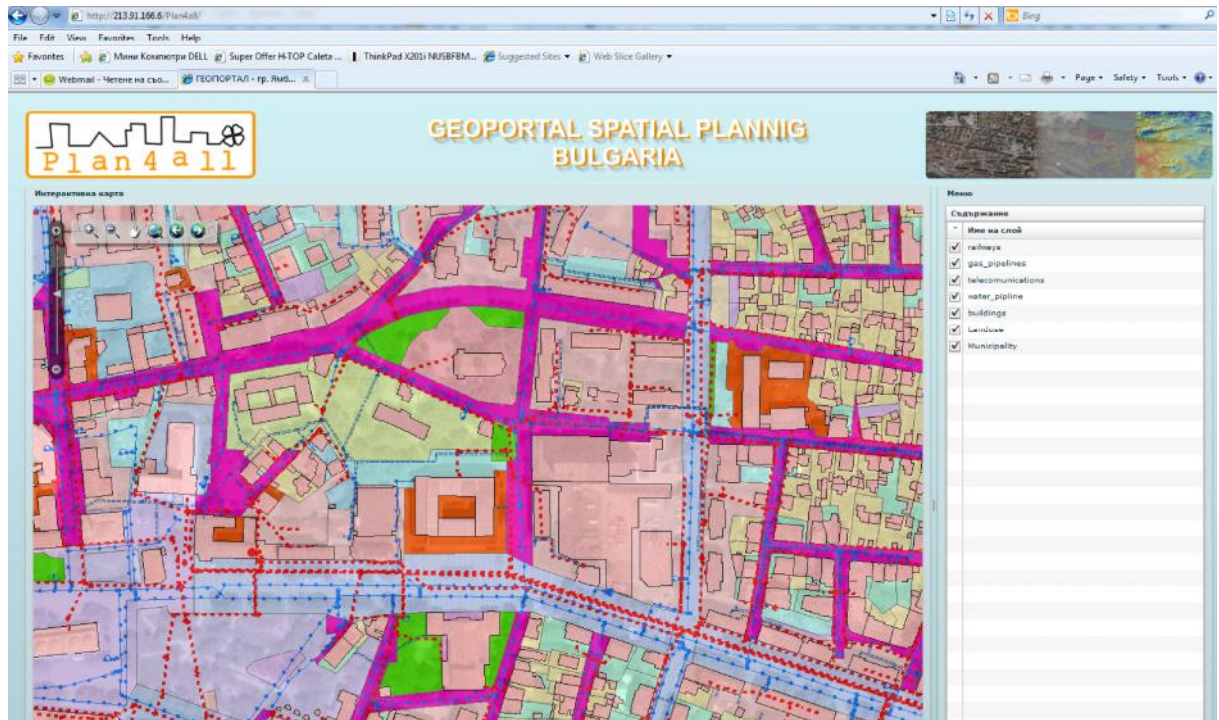 http://213.91.166.6/Plan4all/
Bing
File Edit View Favorites Tools Help
Favorites Мини Компютри DELL Super Offer H-TOP Caleta ... ThinkPad X201i NUSBFBM... Suggested Sites Web Slice Gallery
Webmail - Четене на съо... ГЕОПОРТАЛ - гр. Ямб... X Page Safety Tools
Plan4all
GEOPORTAL SPATIAL PLANNIG
BULGARIA
Интерактивна карта
Меню
Съдържание
Име на слой
railways
gas_pipelines
telecomunications
water_pipline
buildings
Landuse
Municipality